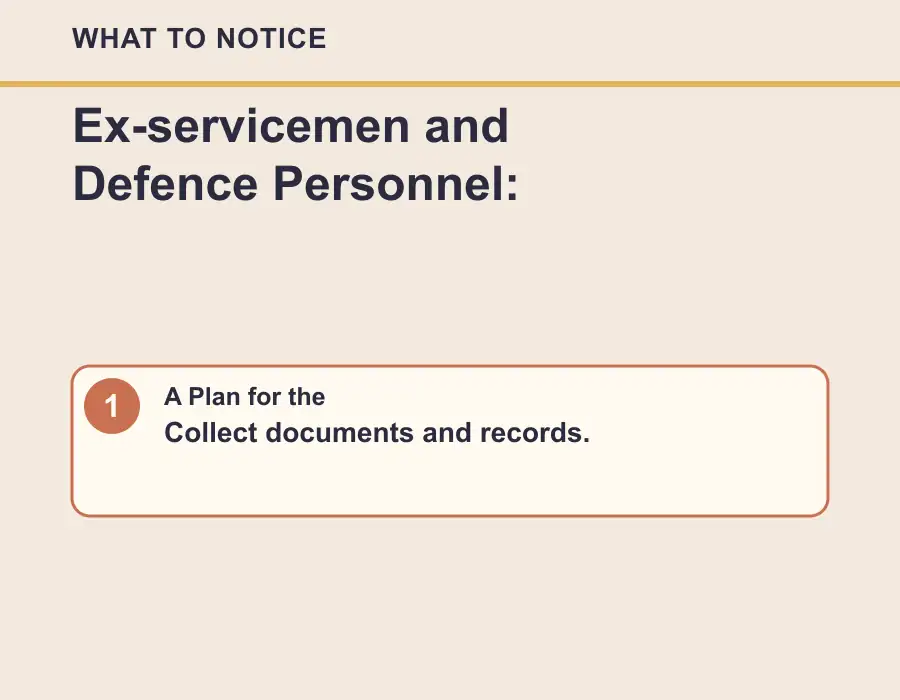 WHAT TO NOTICE
Ex-servicemen and
Defence Personnel:
1
A Plan for the
Collect documents and records.